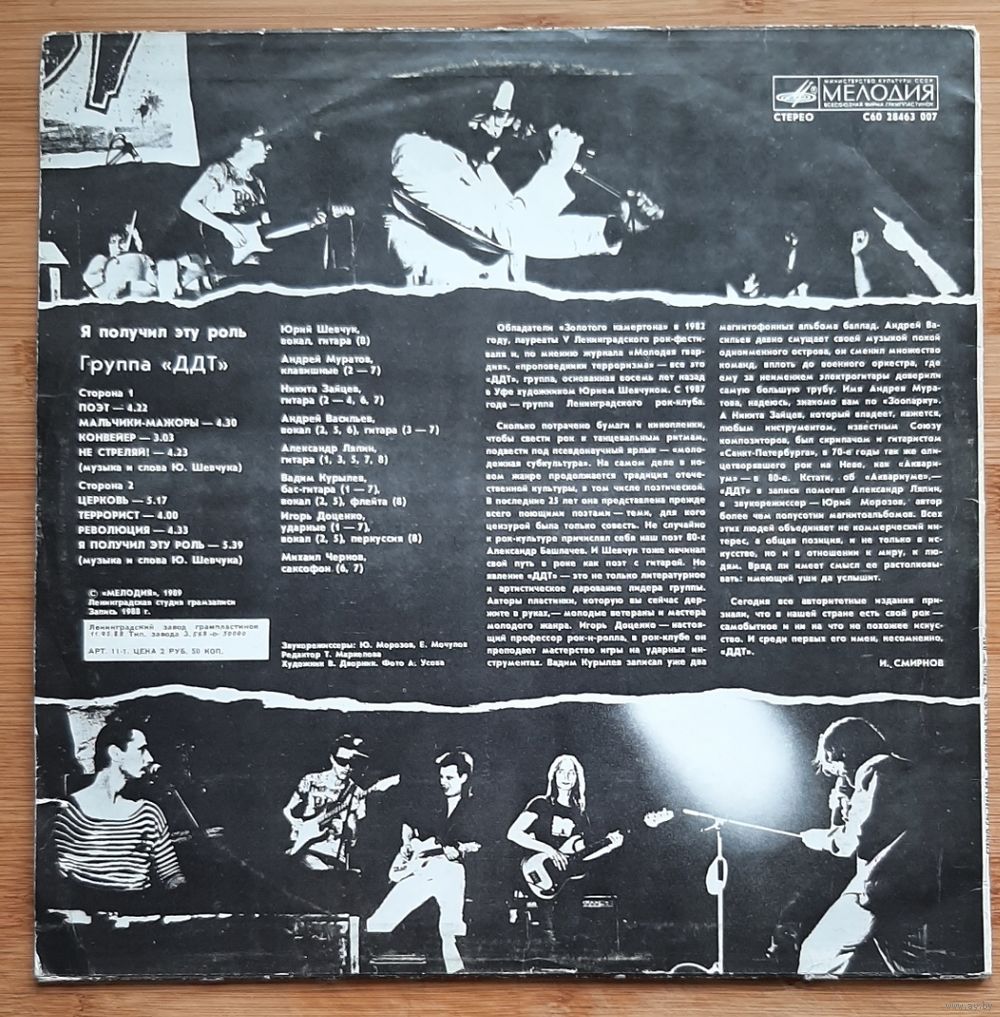 МИНИСТЕРСТВО КУЛЬТУРЫ СССР
МЕЛОДИЯ
ВСЕСОЮЗНАЯ ФИРМА ГРАМПЛАСТИНОК
СТЕРЕО С60 28463 007
Я получил эту роль
Группа «ДДТ»
Сторона 1
ПОЭТ — 4.22
МАЛЬЧИКИ-МАЖОРЫ — 4.30
КОНВЕЙЕР — 3.03
НЕ СТРЕЛЯЙ! — 4.23
(музыка и слова Ю. Шевчука)
Сторона 2
ЦЕРКОВЬ — 5.17
ТЕРРОРИСТ — 4.00
РЕВОЛЮЦИЯ — 4.33
Я ПОЛУЧИЛ ЭТУ РОЛЬ — 5.39
(музыка и слова Ю. Шевчука)
© «МЕЛОДИЯ», 1989
Ленинградская студия грамзаписи
Запись 1988 г.
Ленинградский завод грампластинок
АРТ. 11-1. ЦЕНА 2 РУБ. 50 КОП.
Юрий Шевчук,
вокал, гитара (8)
Андрей Муратов,
клавишные (2 — 7)
Никита Зайцев,
гитара (2 — 4, 6, 7)
Андрей Васильев,
вокал (2, 5, 6), гитара (3 — 7)
Александр Ляпин,
гитара (1, 3, 5, 7, 8)
Вадим Курылев,
бас-гитара (1 — 7),
вокал (2, 5), флейта (8)
Игорь Доценко,
ударные (1 — 7),
вокал (2, 5), перкуссия (8)
Михаил Чернов,
саксофон (6, 7)
Звукорежиссеры: Ю. Морозов, Е. Мочулов
Редактор Т. Маркелова
Художник В. Дворник. Фото А. Усова
Обладатели «Золотого камертона» в 1982
году, лауреаты V Ленинградского рок-фести-
валя и, по мнению журнала «Молодая гвар-
дия», «проповедники терроризма» — все это
«ДДТ», группа, основанная восемь лет назад
в Уфе художником Юрием Шевчуком. С 1987
года — группа Ленинградского рок-клуба.
Сколько потрачено бумаги и кинопленки,
чтобы свести рок к танцевальным ритмам,
подвести под псевдонаучный ярлык — «моло-
дежная субкультура». На самом деле в но-
вом жанре продолжается традиция отече-
ственной культуры, в том числе поэтической.
В последние 25 лет она представлена прежде
всего поющими поэтами — теми, для кого
цензурой была только совесть. Не случайно
к рок-культуре причислял себя наш поэт 80-х
Александр Башлачев. И Шевчук тоже начинал
свой путь в роке как поэт с гитарой. Но
явление «ДДТ» — это не только литературное
и артистическое дарование лидера группы.
Авторы пластинки, которую вы сейчас дер-
жите в руках,— молодые ветераны и мастера
молодого жанра. Игорь Доценко — настоя-
щий профессор рок-н-ролла, в рок-клубе он
преподает мастерство игры на ударных ин-
струментах. Вадим Курылев записал уже два
магнитофонных альбома баллад. Андрей Ва-
сильев давно смущает своей музыкой покой
одноименного острова, он сменил множество
команд, вплоть до военного оркестра, где
ему за неимением электрогитары доверили
самую большую трубу. Имя Андрея Мура-
това, надеюсь, знакомо вам по «Зоопарку».
А Никита Зайцев, который владеет, кажется,
любым инструментом, известным Союзу
композиторов, был скрипачом и гитаристом
«Санкт-Петербурга», в 70-е годы так же оли-
цетворявшего рок на Неве, как «Аквари-
ум» — в 80-е. Кстати, об «Аквариуме»,—
«ДДТ» в записи помогал Александр Ляпин,
а звукорежиссер — Юрий Морозов, автор
более чем полусотни магнитоальбомов. Всех
этих людей объединяет не коммерческий ин-
терес, а общая позиция, и не только в ис-
кусстве, но и в отношении к миру, к лю-
дям. Вряд ли имеет смысл ее растолковы-
вать: имеющий уши да услышит.
Сегодня все авторитетные издания при-
знали, что в нашей стране есть свой рок —
самобытное и ни на что не похожее искус-
ство. И среди первых его имен, несомненно,
«ДДТ».
И. СМИРНОВ
www.av.by